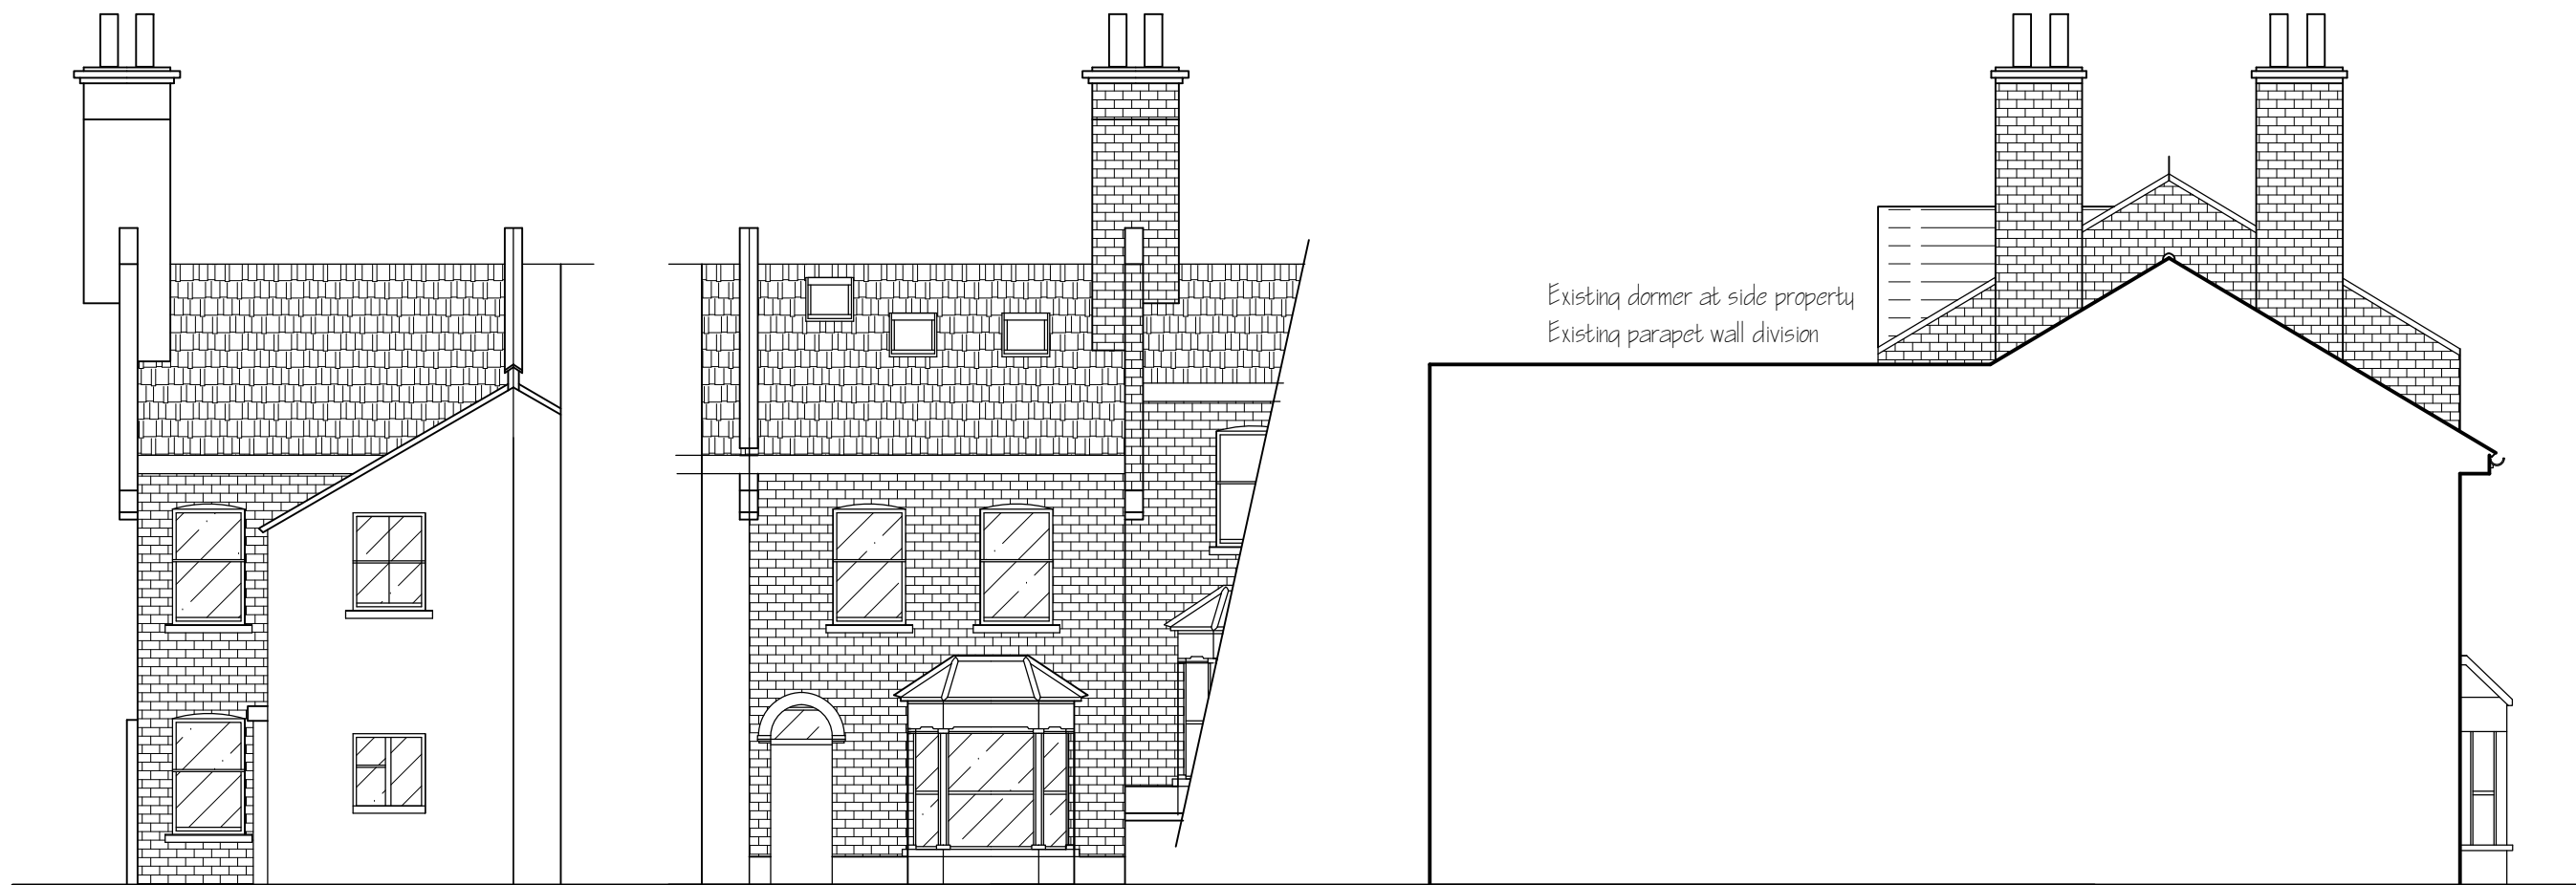 Existing dormer at side property
Existing parapet wall division